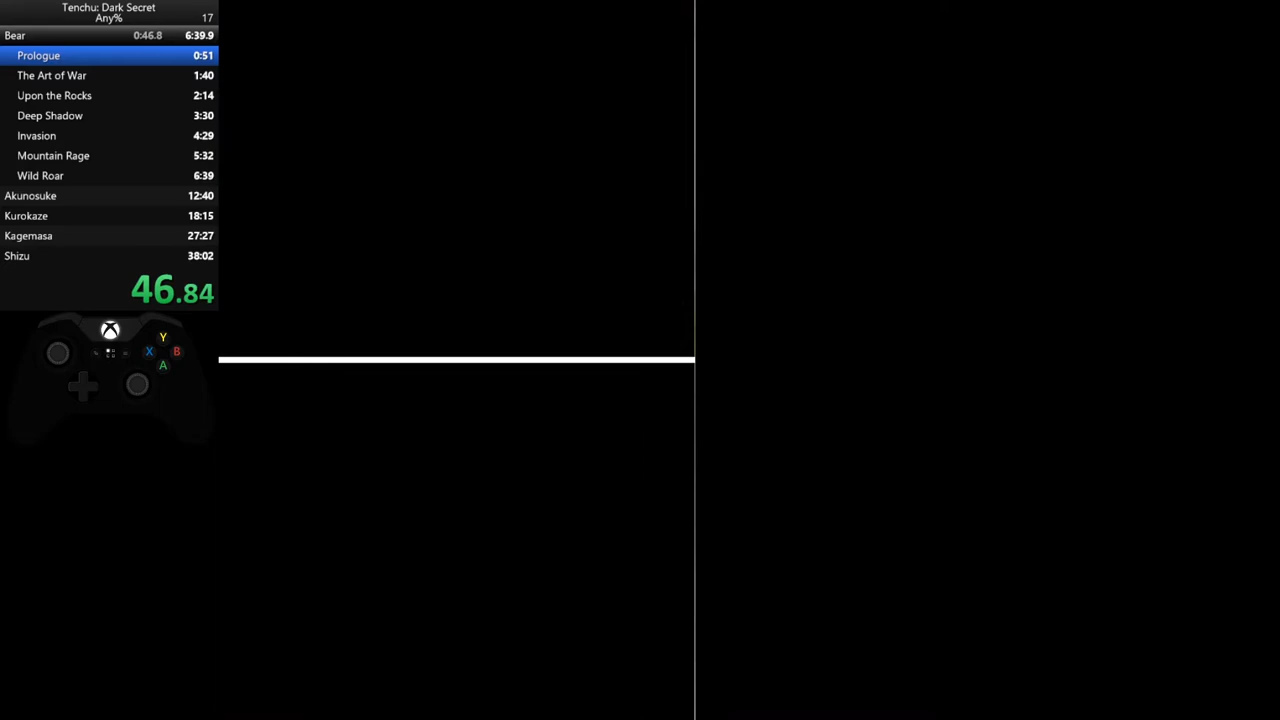 Tenchu: Dark Secret
Any% 17
Bear 0:46.8 6:39.9
Prologue 0:51
The Art of War 1:40
Upon the Rocks 2:14
Deep Shadow 3:30
Invasion 4:29
Mountain Rage 5:32
Wild Roar 6:39
Akunosuke 12:40
Kurokaze 18:15
Kagemasa 27:27
Shizu 38:02
46.84
Y
X B
A